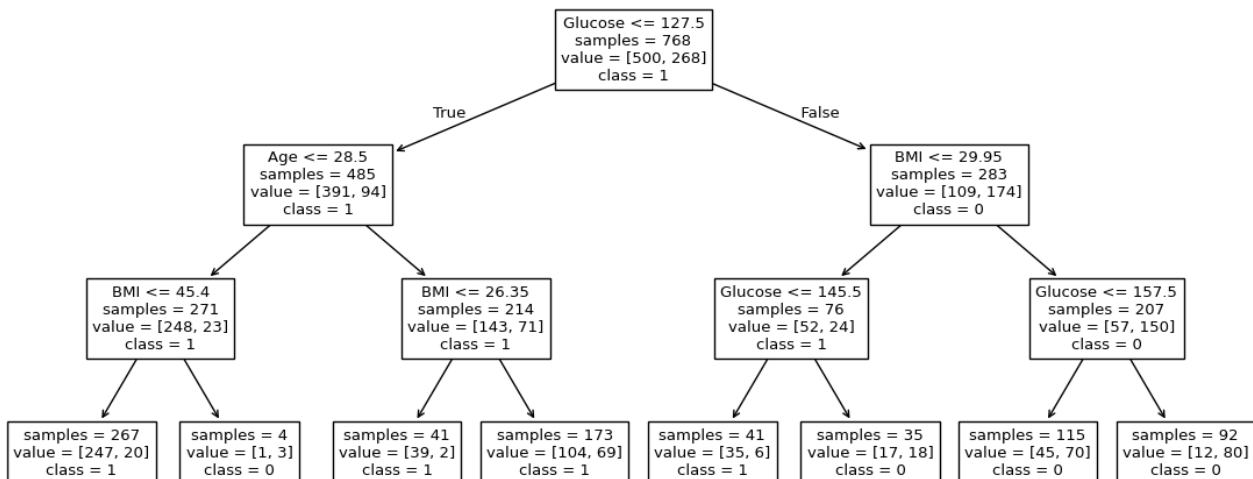 Glucose <= 127.5
samples = 768
value = [500, 268]
class = 1
True
False
Age <= 28.5
samples = 485
value = [391, 94]
class = 1
BMI <= 29.95
samples = 283
value = [109, 174]
class = 0
BMI <= 45.4
samples = 271
value = [248, 23]
class = 1
BMI <= 26.35
samples = 214
value = [143, 71]
class = 1
Glucose <= 145.5
samples = 76
value = [52, 24]
class = 1
Glucose <= 157.5
samples = 207
value = [57, 150]
class = 0
samples = 267
value = [247, 20]
class = 1
samples = 4
value = [1, 3]
class = 0
samples = 41
value = [39, 2]
class = 1
samples = 173
value = [104, 69]
class = 1
samples = 41
value = [35, 6]
class = 1
samples = 35
value = [17, 18]
class = 0
samples = 115
value = [45, 70]
class = 0
samples = 92
value = [12, 80]
class = 0